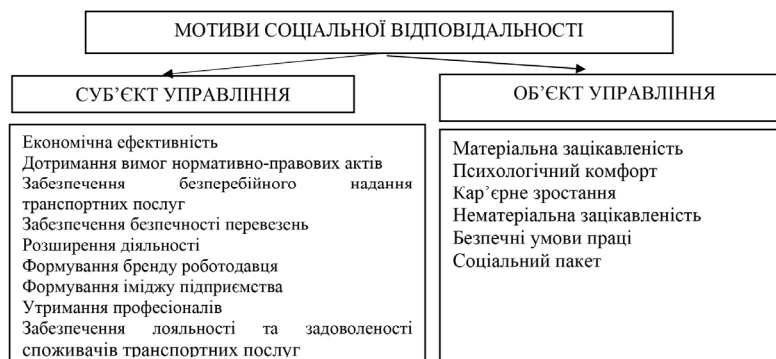 МОТИВИ СОЦІАЛЬНОЇ ВІДПОВІДАЛЬНОСТІ
СУБ’ЄКТ УПРАВЛІННЯ
Економічна ефективність
Дотримання вимог нормативно-правових актів
Забезпечення безперебійного надання
транспортних послуг
Забезпечення безпечності перевезень
Розширення діяльності
Формування бренду роботодавця
Формування іміджу підприємства
Утримання професіоналів
Забезпечення лояльності та задоволеності
споживачів транспортних послуг
ОБ’ЄКТ УПРАВЛІННЯ
Матеріальна зацікавленість
Психологічний комфорт
Кар’єрне зростання
Нематеріальна зацікавленість
Безпечні умови праці
Соціальний пакет